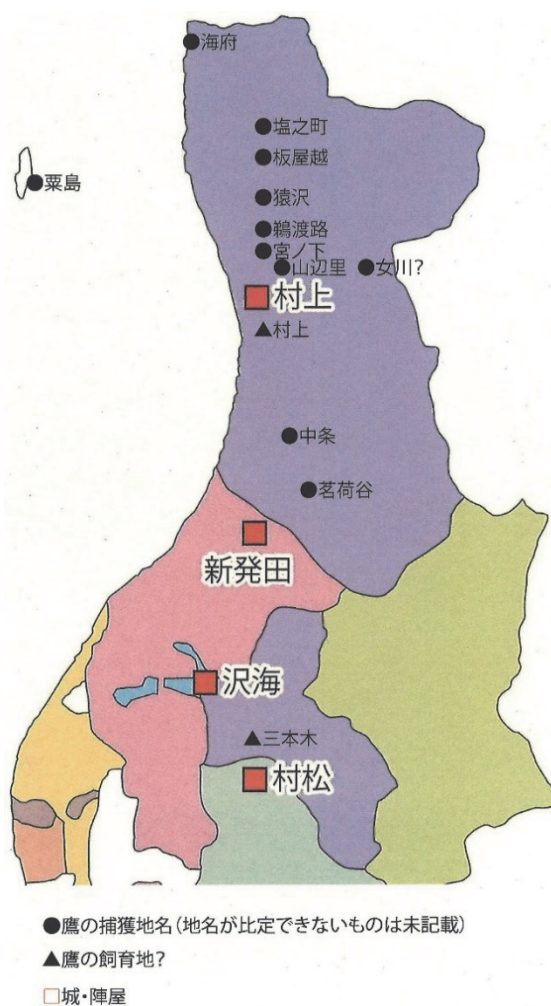 ●海府
●塩之町
●板屋越
●粟島
●猿沢
●鵜渡路
●宮ノ下
●山辺里
●女川?
村上
▲村上
●中条
●茗荷谷
新発田
沢海
▲三本木
村松
●鷹の捕獲地名(地名が比定できないものは未記載)
▲鷹の飼育地?
□城・陣屋